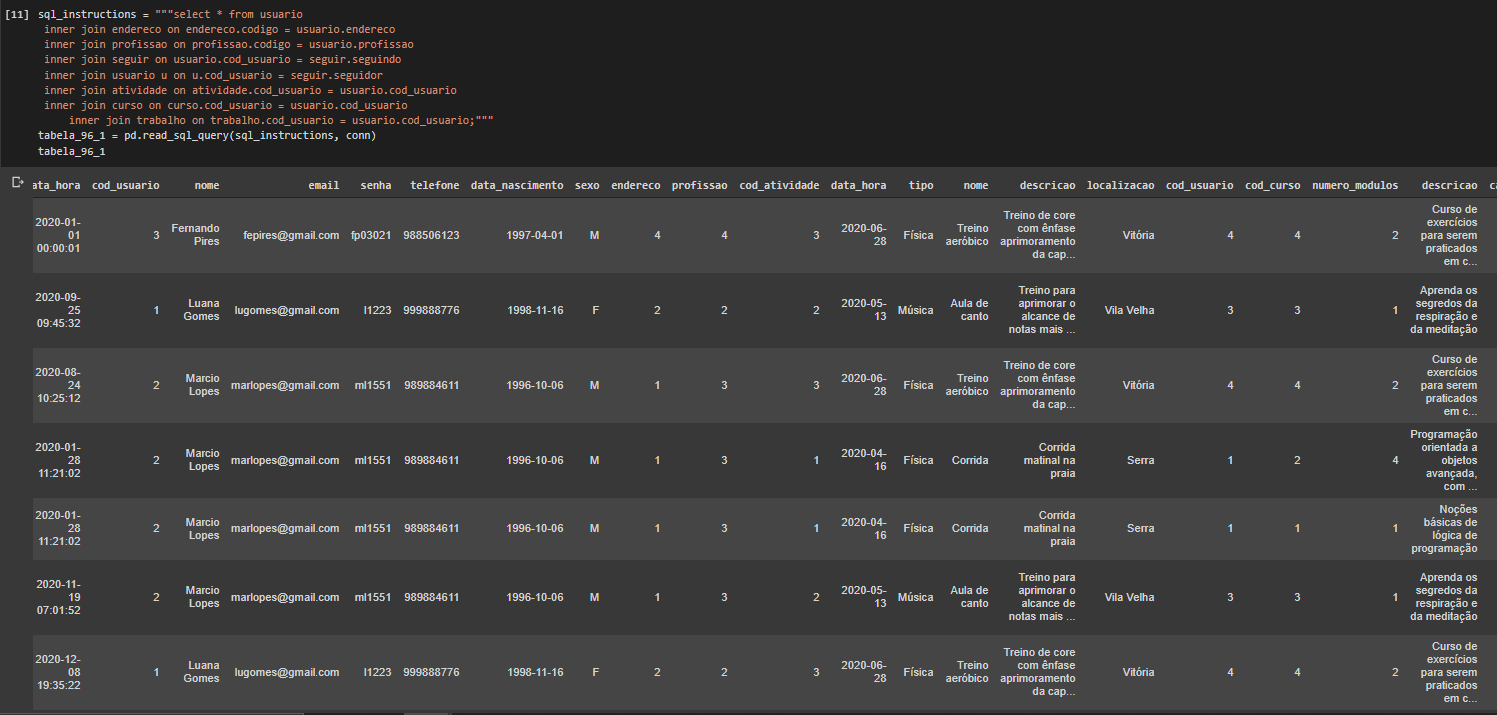 [11] sql_instructions = """select * from usuario
inner join endereco on endereco.codigo = usuario.endereco
inner join profissao on profissao.codigo = usuario.profissao
inner join seguir on usuario.cod_usuario = seguir.seguindo
inner join usuario u on u.cod_usuario = seguir.seguidor
inner join atividade on atividade.cod_usuario = usuario.cod_usuario
inner join curso on curso.cod_usuario = usuario.cod_usuario
inner join trabalho on trabalho.cod_usuario = usuario.cod_usuario;"""
tabela_96_1 = pd.read_sql_query(sql_instructions, conn)
tabela_96_1
ata_hora cod_usuario nome email senha telefone data_nascimento sexo endereco profissao cod_atividade data_hora tipo nome descricao localizacao cod_usuario cod_curso numero_modulos descricao ca
2020-01-01 00:00:01 3 Fernando Pires fepires@gmail.com fp03021 988506123 1997-04-01 M 4 4 3 2020-06-28 Física Treino aeróbico Treino de core com ênfase aprimoramento da cap... Vitória 4 4 2 Curso de exercícios para serem praticados em c...
2020-09-25 09:45:32 1 Luana Gomes lugomes@gmail.com l1223 999888776 1998-11-16 F 2 2 2 2020-05-13 Música Aula de canto Treino para aprimorar o alcance de notas mais ... Vila Velha 3 3 1 Aprenda os segredos da respiração e da meditação
2020-08-24 10:25:12 2 Marcio Lopes marlopes@gmail.com ml1551 989884611 1996-10-06 M 1 3 3 2020-06-28 Física Treino aeróbico Treino de core com ênfase aprimoramento da cap... Vitória 4 4 2 Curso de exercícios para serem praticados em c...
2020-01-28 11:21:02 2 Marcio Lopes marlopes@gmail.com ml1551 989884611 1996-10-06 M 1 3 1 2020-04-16 Física Corrida Corrida matinal na praia Serra 1 2 4 Programação orientada a objetos avançada, com ...
2020-01-28 11:21:02 2 Marcio Lopes marlopes@gmail.com ml1551 989884611 1996-10-06 M 1 3 1 2020-04-16 Física Corrida Corrida matinal na praia Serra 1 1 1 Noções básicas de lógica de programação
2020-11-19 07:01:52 2 Marcio Lopes marlopes@gmail.com ml1551 989884611 1996-10-06 M 1 3 2 2020-05-13 Música Aula de canto Treino para aprimorar o alcance de notas mais ... Vila Velha 3 3 1 Aprenda os segredos da respiração e da meditação
2020-12-08 19:35:22 1 Luana Gomes lugomes@gmail.com l1223 999888776 1998-11-16 F 2 2 3 2020-06-28 Física Treino aeróbico Treino de core com ênfase aprimoramento da cap... Vitória 4 4 2 Curso de exercícios para serem praticados em c...